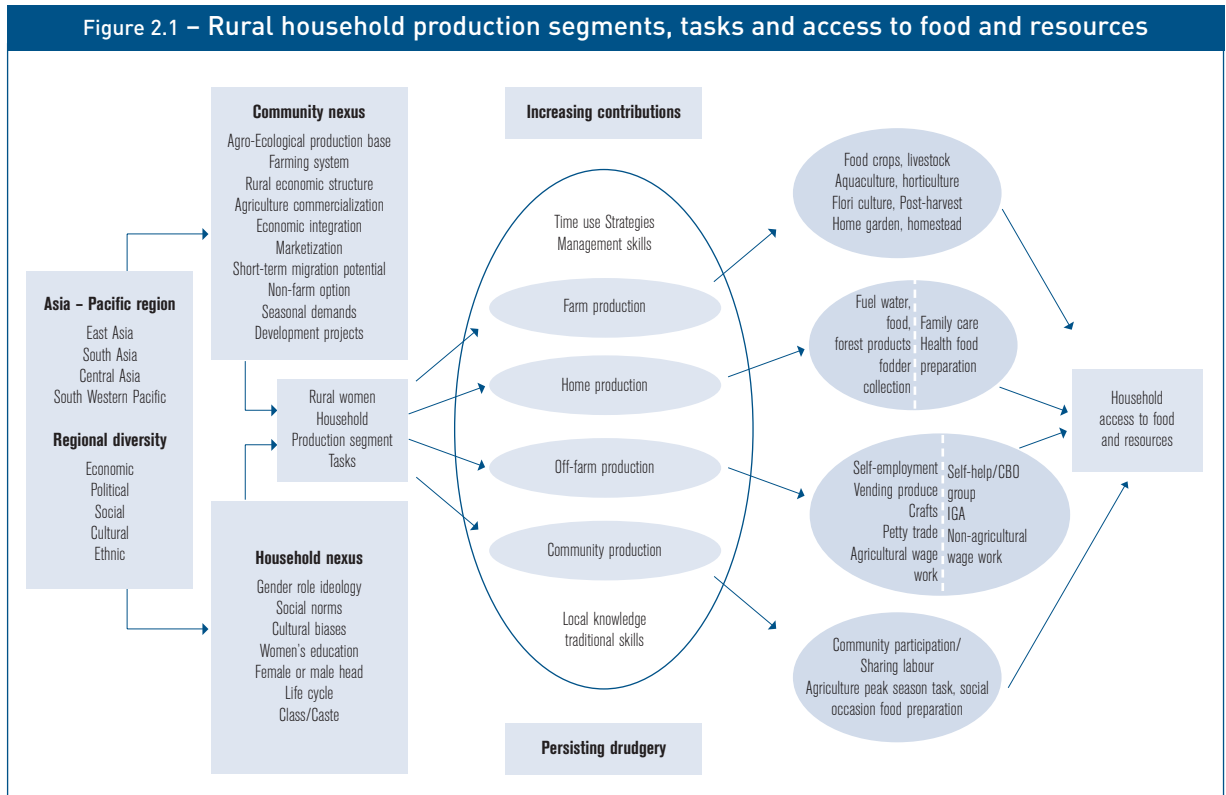 Figure 2.1 – Rural household production segments, tasks and access to food and resources
Asia – Pacific region
East Asia
South Asia
Central Asia
South Western Pacific
Regional diversity
Economic
Political
Social
Cultural
Ethnic
Community nexus
Agro-Ecological production base
Farming system
Rural economic structure
Agriculture commercialization
Economic integration
Marketization
Short-term migration potential
Non-farm option
Seasonal demands
Development projects
Rural women
Household
Production segment
Tasks
Household nexus
Gender role ideology
Social norms
Cultural biases
Women's education
Female or male head
Life cycle
Class/Caste
Increasing contributions
Time use Strategies
Management skills
Farm production
Home production
Off-farm production
Community production
Local knowledge
traditional skills
Persisting drudgery
Food crops, livestock
Aquaculture, horticulture
Flori culture, Post-harvest
Home garden, homestead
Fuel water,
food,
forest products
fodder
collection
Family care
Health food
preparation
Self-employment
Vending produce
Crafts
Petty trade
Agricultural wage
work
Self-help/CBO
group
IGA
Non-agricultural
wage work
Community participation/
Sharing labour
Agriculture peak season task, social
occasion food preparation
Household
access to food
and resources